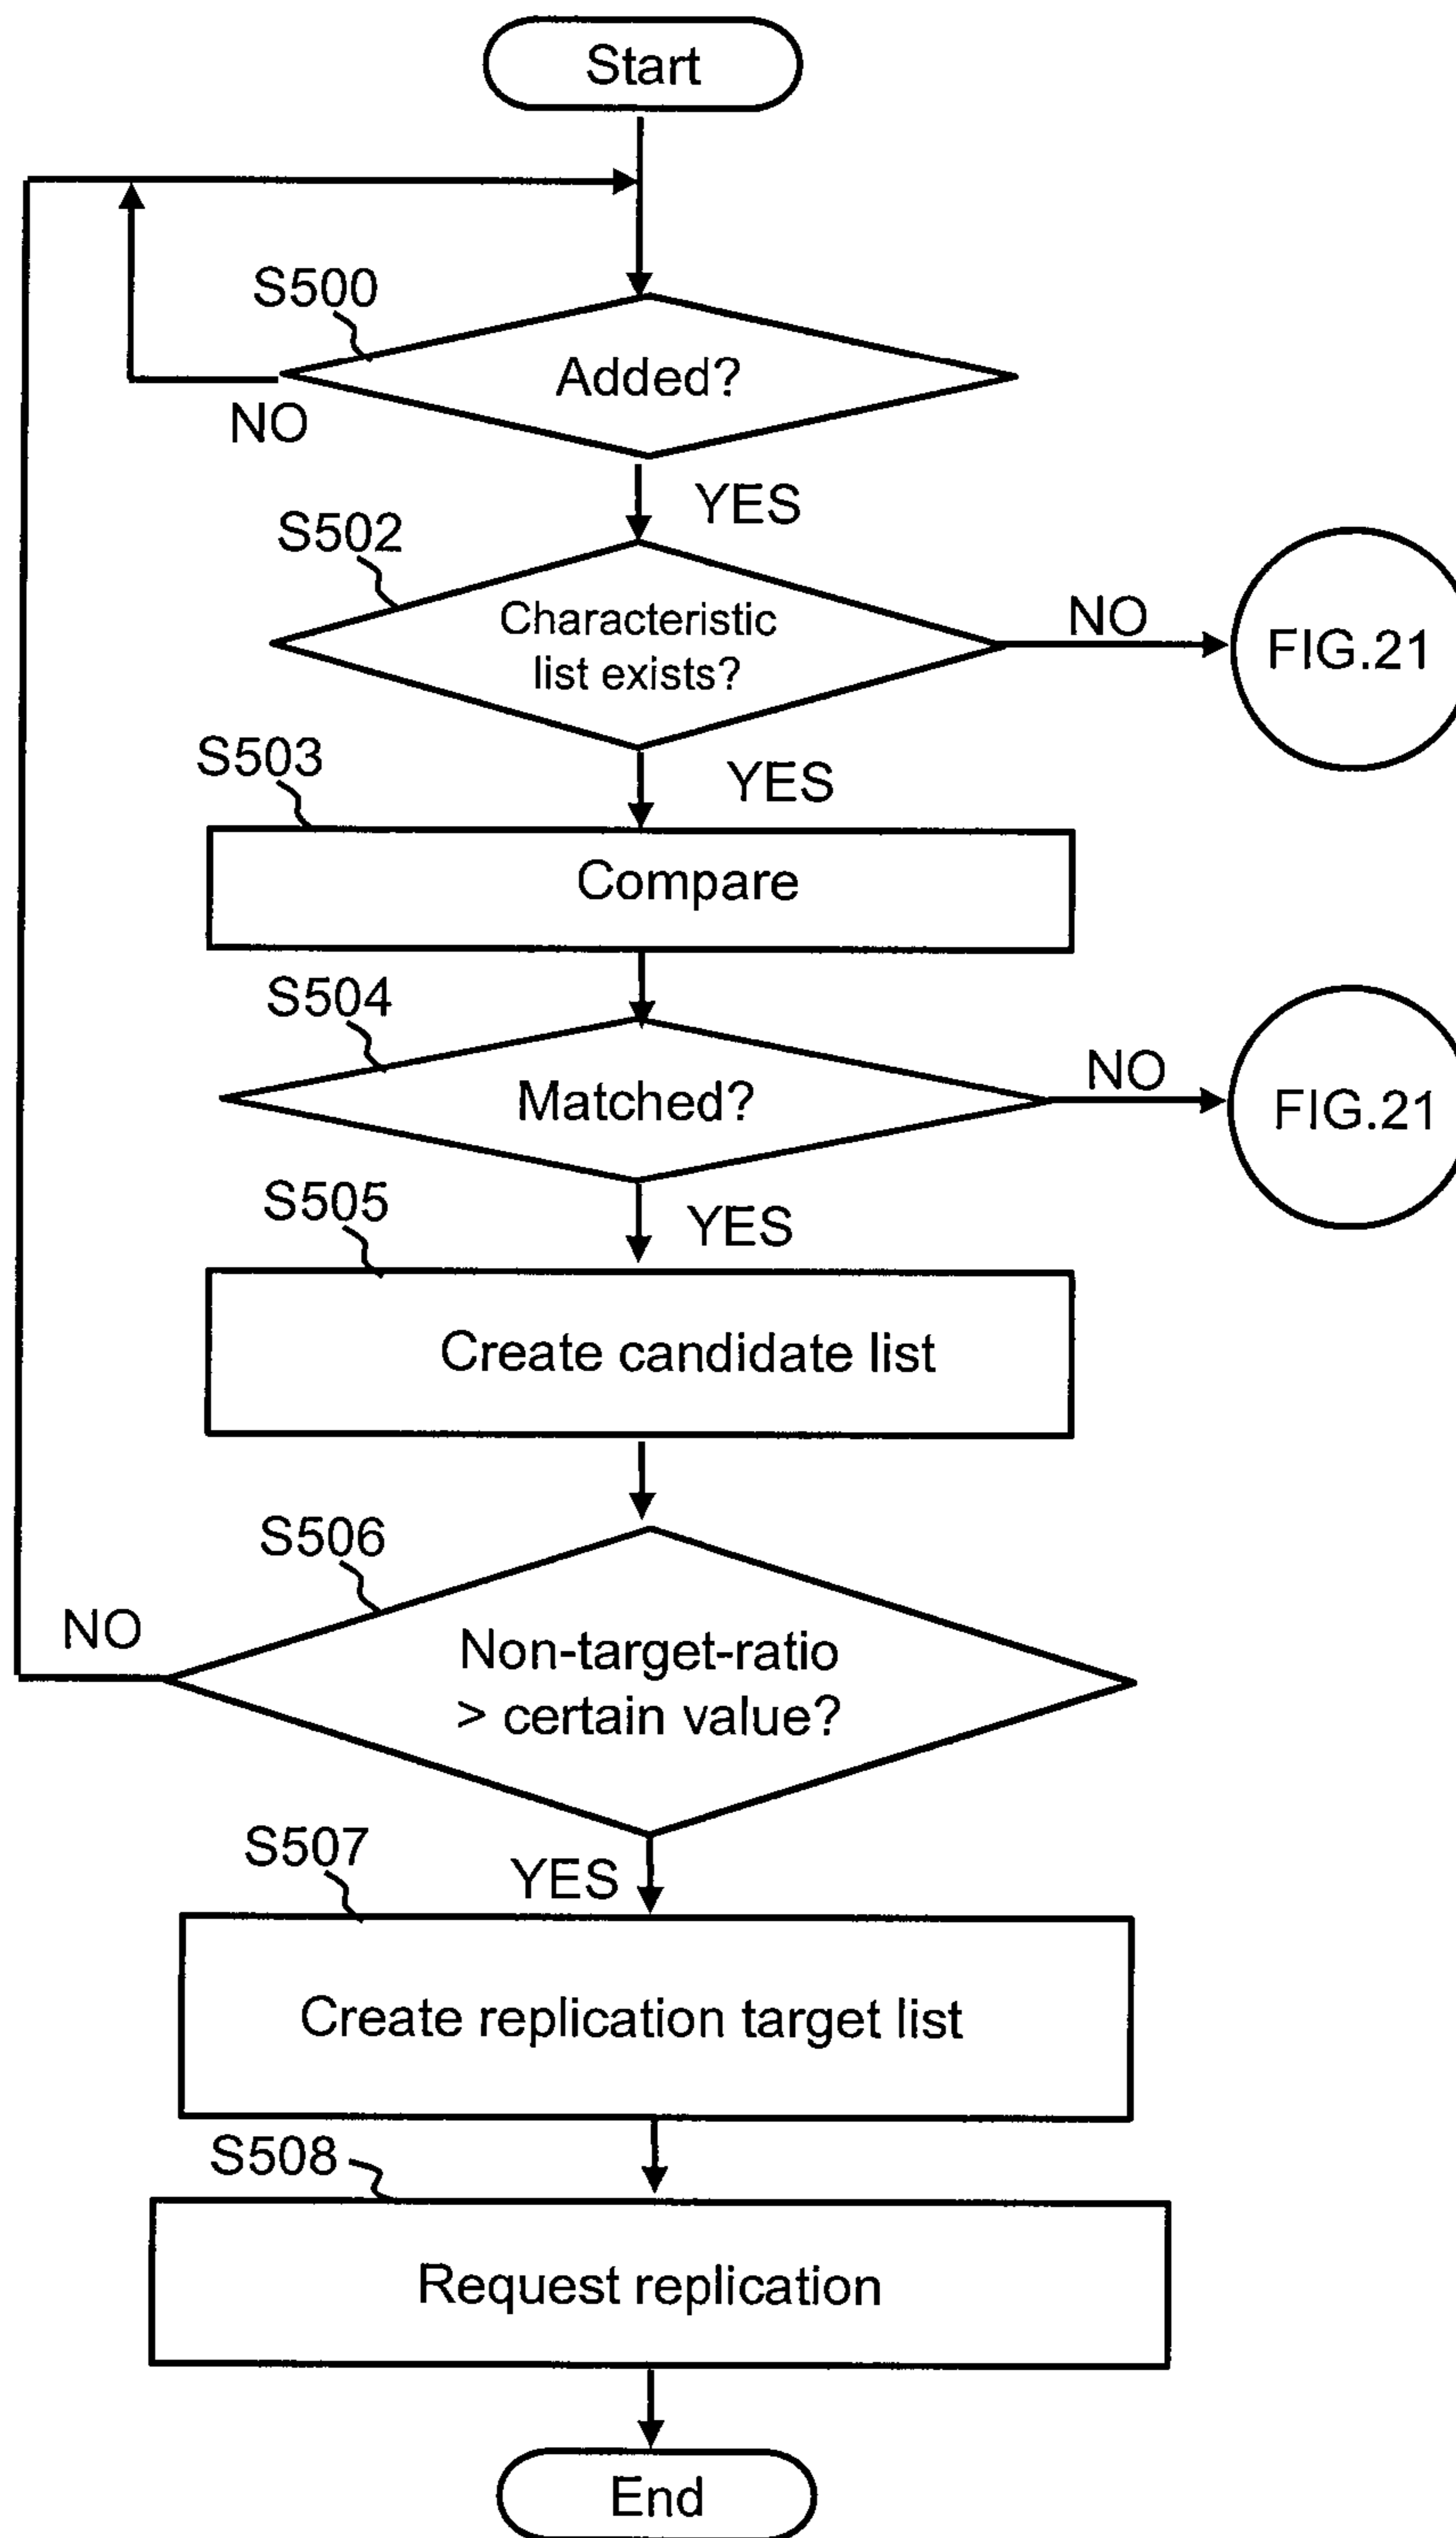 Start
S500
Added?
NO
YES
S502
Characteristic
list exists?
NO
FIG.21
S503
YES
Compare
S504
Matched?
NO
FIG.21
S505
YES
Create candidate list
S506
NO
Non-target-ratio
> certain value?
S507
YES
Create replication target list
S508
Request replication
End